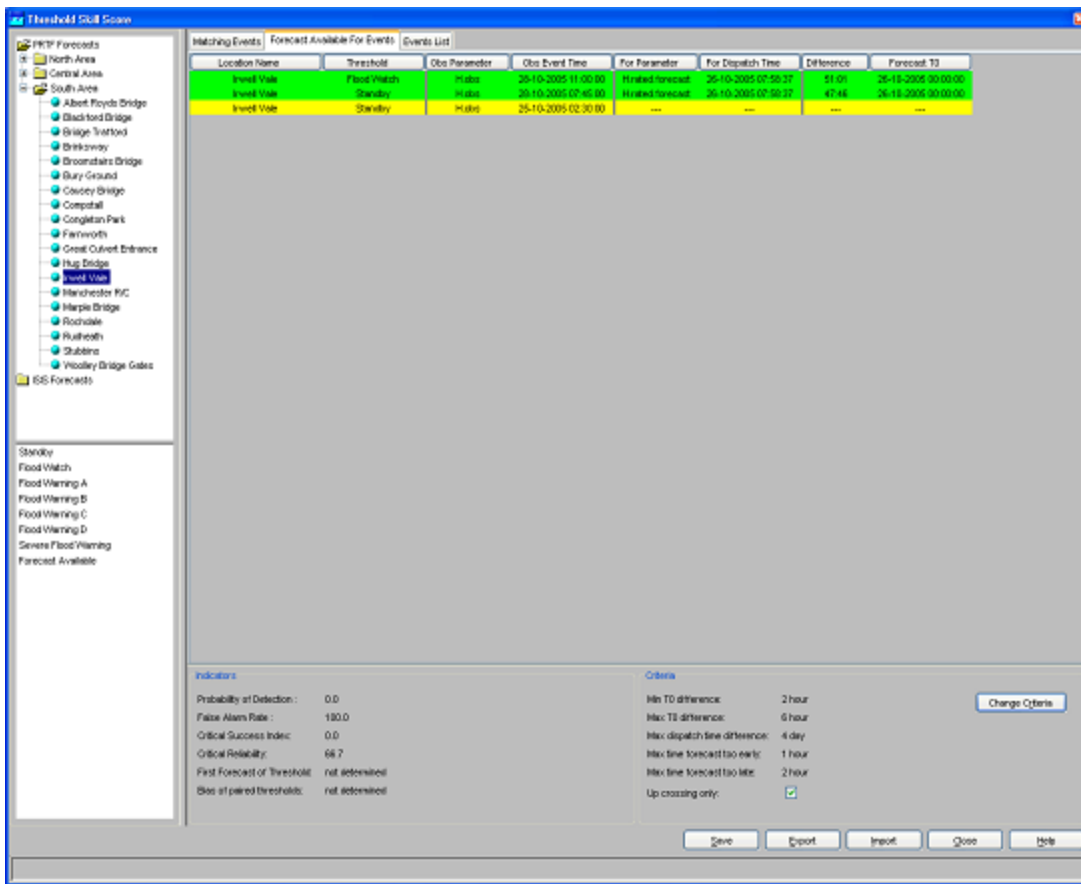 Threshold Skill Score
PRTF Forecasts
North Area
Central Area
South Area
Albert Royds Bridge
Blackford Bridge
Bridge Trafford
Brinksway
Broomstairs Bridge
Bury Ground
Causey Bridge
Compstall
Congleton Park
Farnworth
Great Culvert Entrance
Hug Bridge
Irwell Vale
Manchester R/C
Marple Bridge
Rochdale
Rudheath
Stubbins
Woolley Bridge Gates
ISIS Forecasts
Standby
Flood Watch
Flood Warning A
Flood Warning B
Flood Warning C
Flood Warning D
Severe Flood Warning
Forecast Available
Matching Events Forecast Available For Events Events List
Location Name Threshold Obs Parameter Obs Event Time For Parameter For Dispatch Time Difference Forecast T0
Irwell Vale Flood Watch H.obs 28-10-2005 11:00:00 H.rated.forecast 26-10-2005 07:58:37 51:01 26-10-2005 00:00:00
Irwell Vale Standby H.obs 28-10-2005 07:45:00 H.rated.forecast 26-10-2005 07:58:37 47:46 26-10-2005 00:00:00
Irwell Vale Standby H.obs 25-10-2005 02:30:00 --- --- --- ---
Indicators
Probability of Detection : 0.0
False Alarm Rate : 100.0
Critical Success Index: 0.0
Critical Reliability: 66.7
First Forecast of Threshold: not determined
Bias of paired thresholds: not determined
Criteria
Min T0 difference: 2 hour
Max T0 difference: 6 hour
Max dispatch time difference: 4 day
Max time forecast too early: 1 hour
Max time forecast too late: 2 hour
Up crossing only:
Change Criteria
Save Export Import Close Help